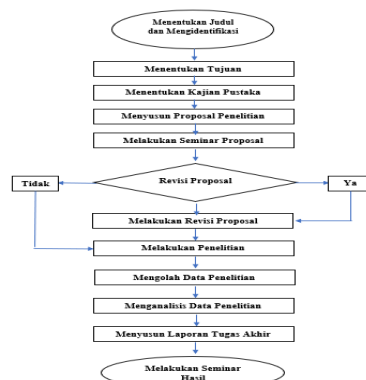 Menentukan Judul
dan Mengidentifikasi
Menentukan Tujuan
Menentukan Kajian Pustaka
Menyusun Proposal Penelitian
Melakukan Seminar Proposal
Tidak
Revisi Proposal
Ya
Melakukan Revisi Proposal
Melakukan Penelitian
Mengolah Data Penelitian
Menganalisis Data Penelitian
Menyusun Laporan Tugas Akhir
Melakukan Seminar
Hasil